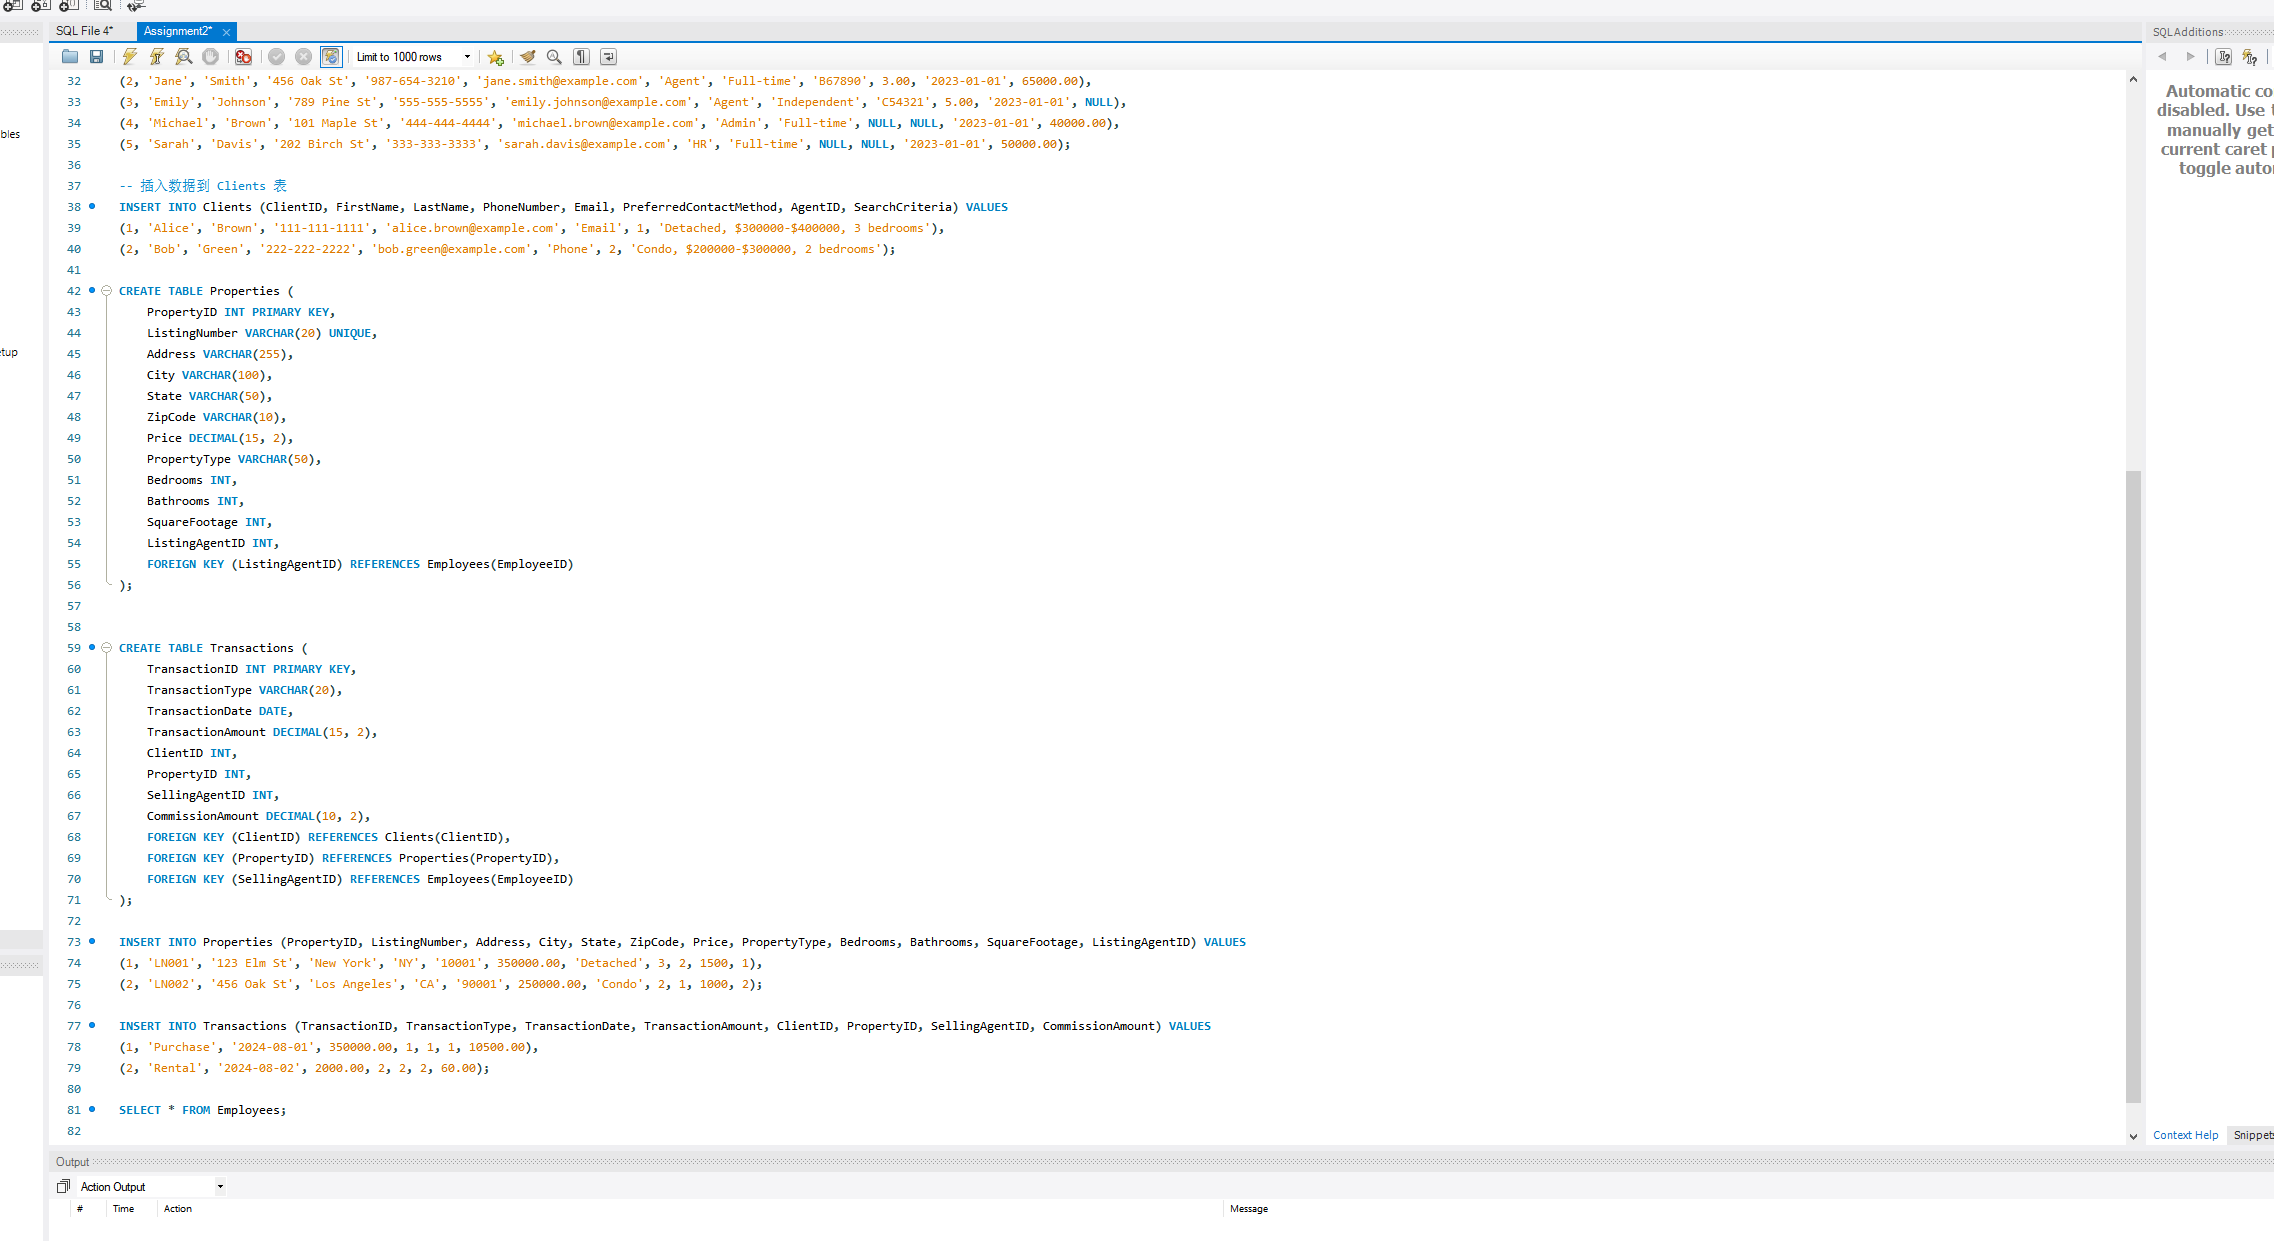 SQL File 4*
Assignment2*
SQLAdditions
Limit to 1000 rows
32 (2, 'Jane', 'Smith', '456 Oak St', '987-654-3210', 'jane.smith@example.com', 'Agent', 'Full-time', 'B67890', 3.00, '2023-01-01', 65000.00),
33 (3, 'Emily', 'Johnson', '789 Pine St', '555-555-5555', 'emily.johnson@example.com', 'Agent', 'Independent', 'C54321', 5.00, '2023-01-01', NULL),
34 (4, 'Michael', 'Brown', '101 Maple St', '444-444-4444', 'michael.brown@example.com', 'Admin', 'Full-time', NULL, NULL, '2023-01-01', 40000.00),
35 (5, 'Sarah', 'Davis', '202 Birch St', '333-333-3333', 'sarah.davis@example.com', 'HR', 'Full-time', NULL, NULL, '2023-01-01', 50000.00);
36
37 -- 插入数据到 Clients 表
38 INSERT INTO Clients (ClientID, FirstName, LastName, PhoneNumber, Email, PreferredContactMethod, AgentID, SearchCriteria) VALUES
39 (1, 'Alice', 'Brown', '111-111-1111', 'alice.brown@example.com', 'Email', 1, 'Detached, $300000-$400000, 3 bedrooms'),
40 (2, 'Bob', 'Green', '222-222-2222', 'bob.green@example.com', 'Phone', 2, 'Condo, $200000-$300000, 2 bedrooms');
41
42 CREATE TABLE Properties (
43 PropertyID INT PRIMARY KEY,
44 ListingNumber VARCHAR(20) UNIQUE,
45 Address VARCHAR(255),
46 City VARCHAR(100),
47 State VARCHAR(50),
48 ZipCode VARCHAR(10),
49 Price DECIMAL(15, 2),
50 PropertyType VARCHAR(50),
51 Bedrooms INT,
52 Bathrooms INT,
53 SquareFootage INT,
54 ListingAgentID INT,
55 FOREIGN KEY (ListingAgentID) REFERENCES Employees(EmployeeID)
56 );
57
58
59 CREATE TABLE Transactions (
60 TransactionID INT PRIMARY KEY,
61 TransactionType VARCHAR(20),
62 TransactionDate DATE,
63 TransactionAmount DECIMAL(15, 2),
64 ClientID INT,
65 PropertyID INT,
66 SellingAgentID INT,
67 CommissionAmount DECIMAL(10, 2),
68 FOREIGN KEY (ClientID) REFERENCES Clients(ClientID),
69 FOREIGN KEY (PropertyID) REFERENCES Properties(PropertyID),
70 FOREIGN KEY (SellingAgentID) REFERENCES Employees(EmployeeID)
71 );
72
73 INSERT INTO Properties (PropertyID, ListingNumber, Address, City, State, ZipCode, Price, PropertyType, Bedrooms, Bathrooms, SquareFootage, ListingAgentID) VALUES
74 (1, 'LN001', '123 Elm St', 'New York', 'NY', '10001', 350000.00, 'Detached', 3, 2, 1500, 1),
75 (2, 'LN002', '456 Oak St', 'Los Angeles', 'CA', '90001', 250000.00, 'Condo', 2, 1, 1000, 2);
76
77 INSERT INTO Transactions (TransactionID, TransactionType, TransactionDate, TransactionAmount, ClientID, PropertyID, SellingAgentID, CommissionAmount) VALUES
78 (1, 'Purchase', '2024-08-01', 350000.00, 1, 1, 1, 10500.00),
79 (2, 'Rental', '2024-08-02', 2000.00, 2, 2, 2, 60.00);
80
81 SELECT * FROM Employees;
82
bles
etup
Automatic co
disabled. Use t
manually get
current caret p
toggle auto
Context Help
Snippets
Output
Action Output
# Time Action Message